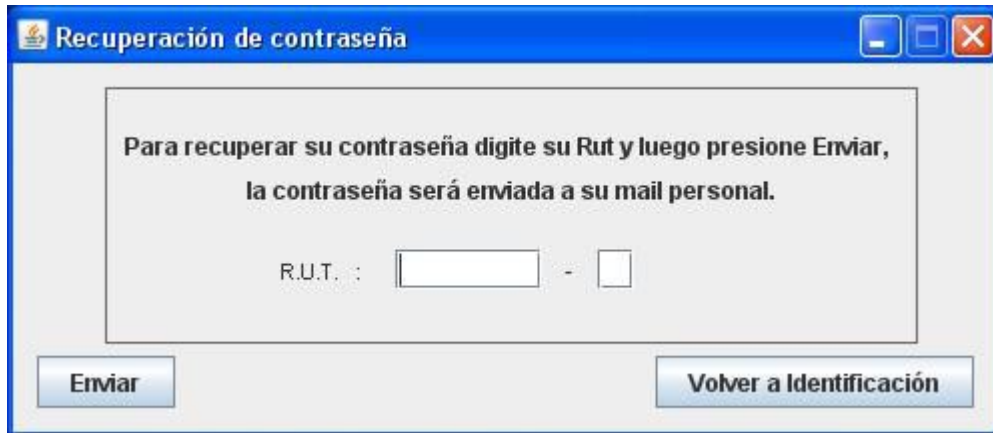 Recuperación de contraseña
Para recuperar su contraseña digite su Rut y luego presione Enviar,
la contraseña será enviada a su mail personal.
R.U.T. : -
Enviar
Volver a Identificación